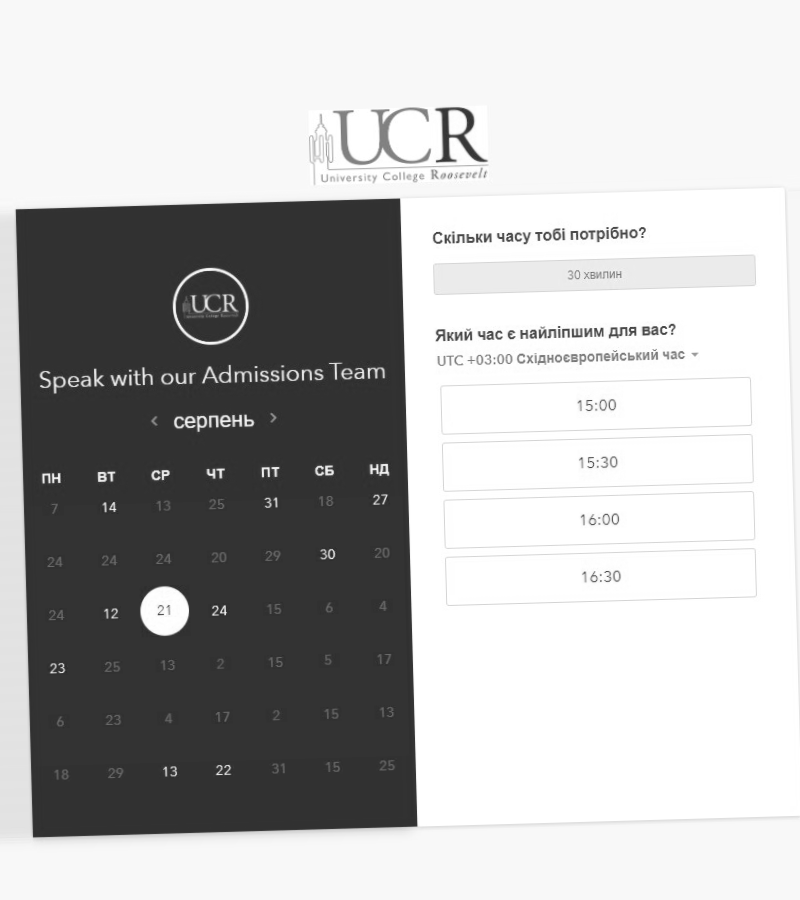 UCR
University College Roosevelt
UCR
Speak with our Admissions Team
‹ серпень ›
ПН ВТ СР ЧТ ПТ СБ НД
7 14 13 25 31 18 27
24 24 24 20 29 30 20
24 12 21 24 15 6 4
23 25 13 2 15 5 17
6 23 4 17 2 15 13
18 29 13 22 31 15 25
Скільки часу тобі потрібно?
30 хвилин
Який час є найліпшим для вас?
UTC +03:00 Східноєвропейський час
15:00
15:30
16:00
16:30